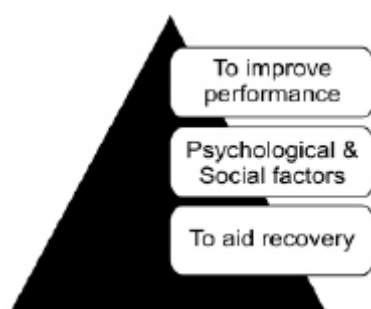 To improve
performance
Psychological &
Social factors
To aid recovery